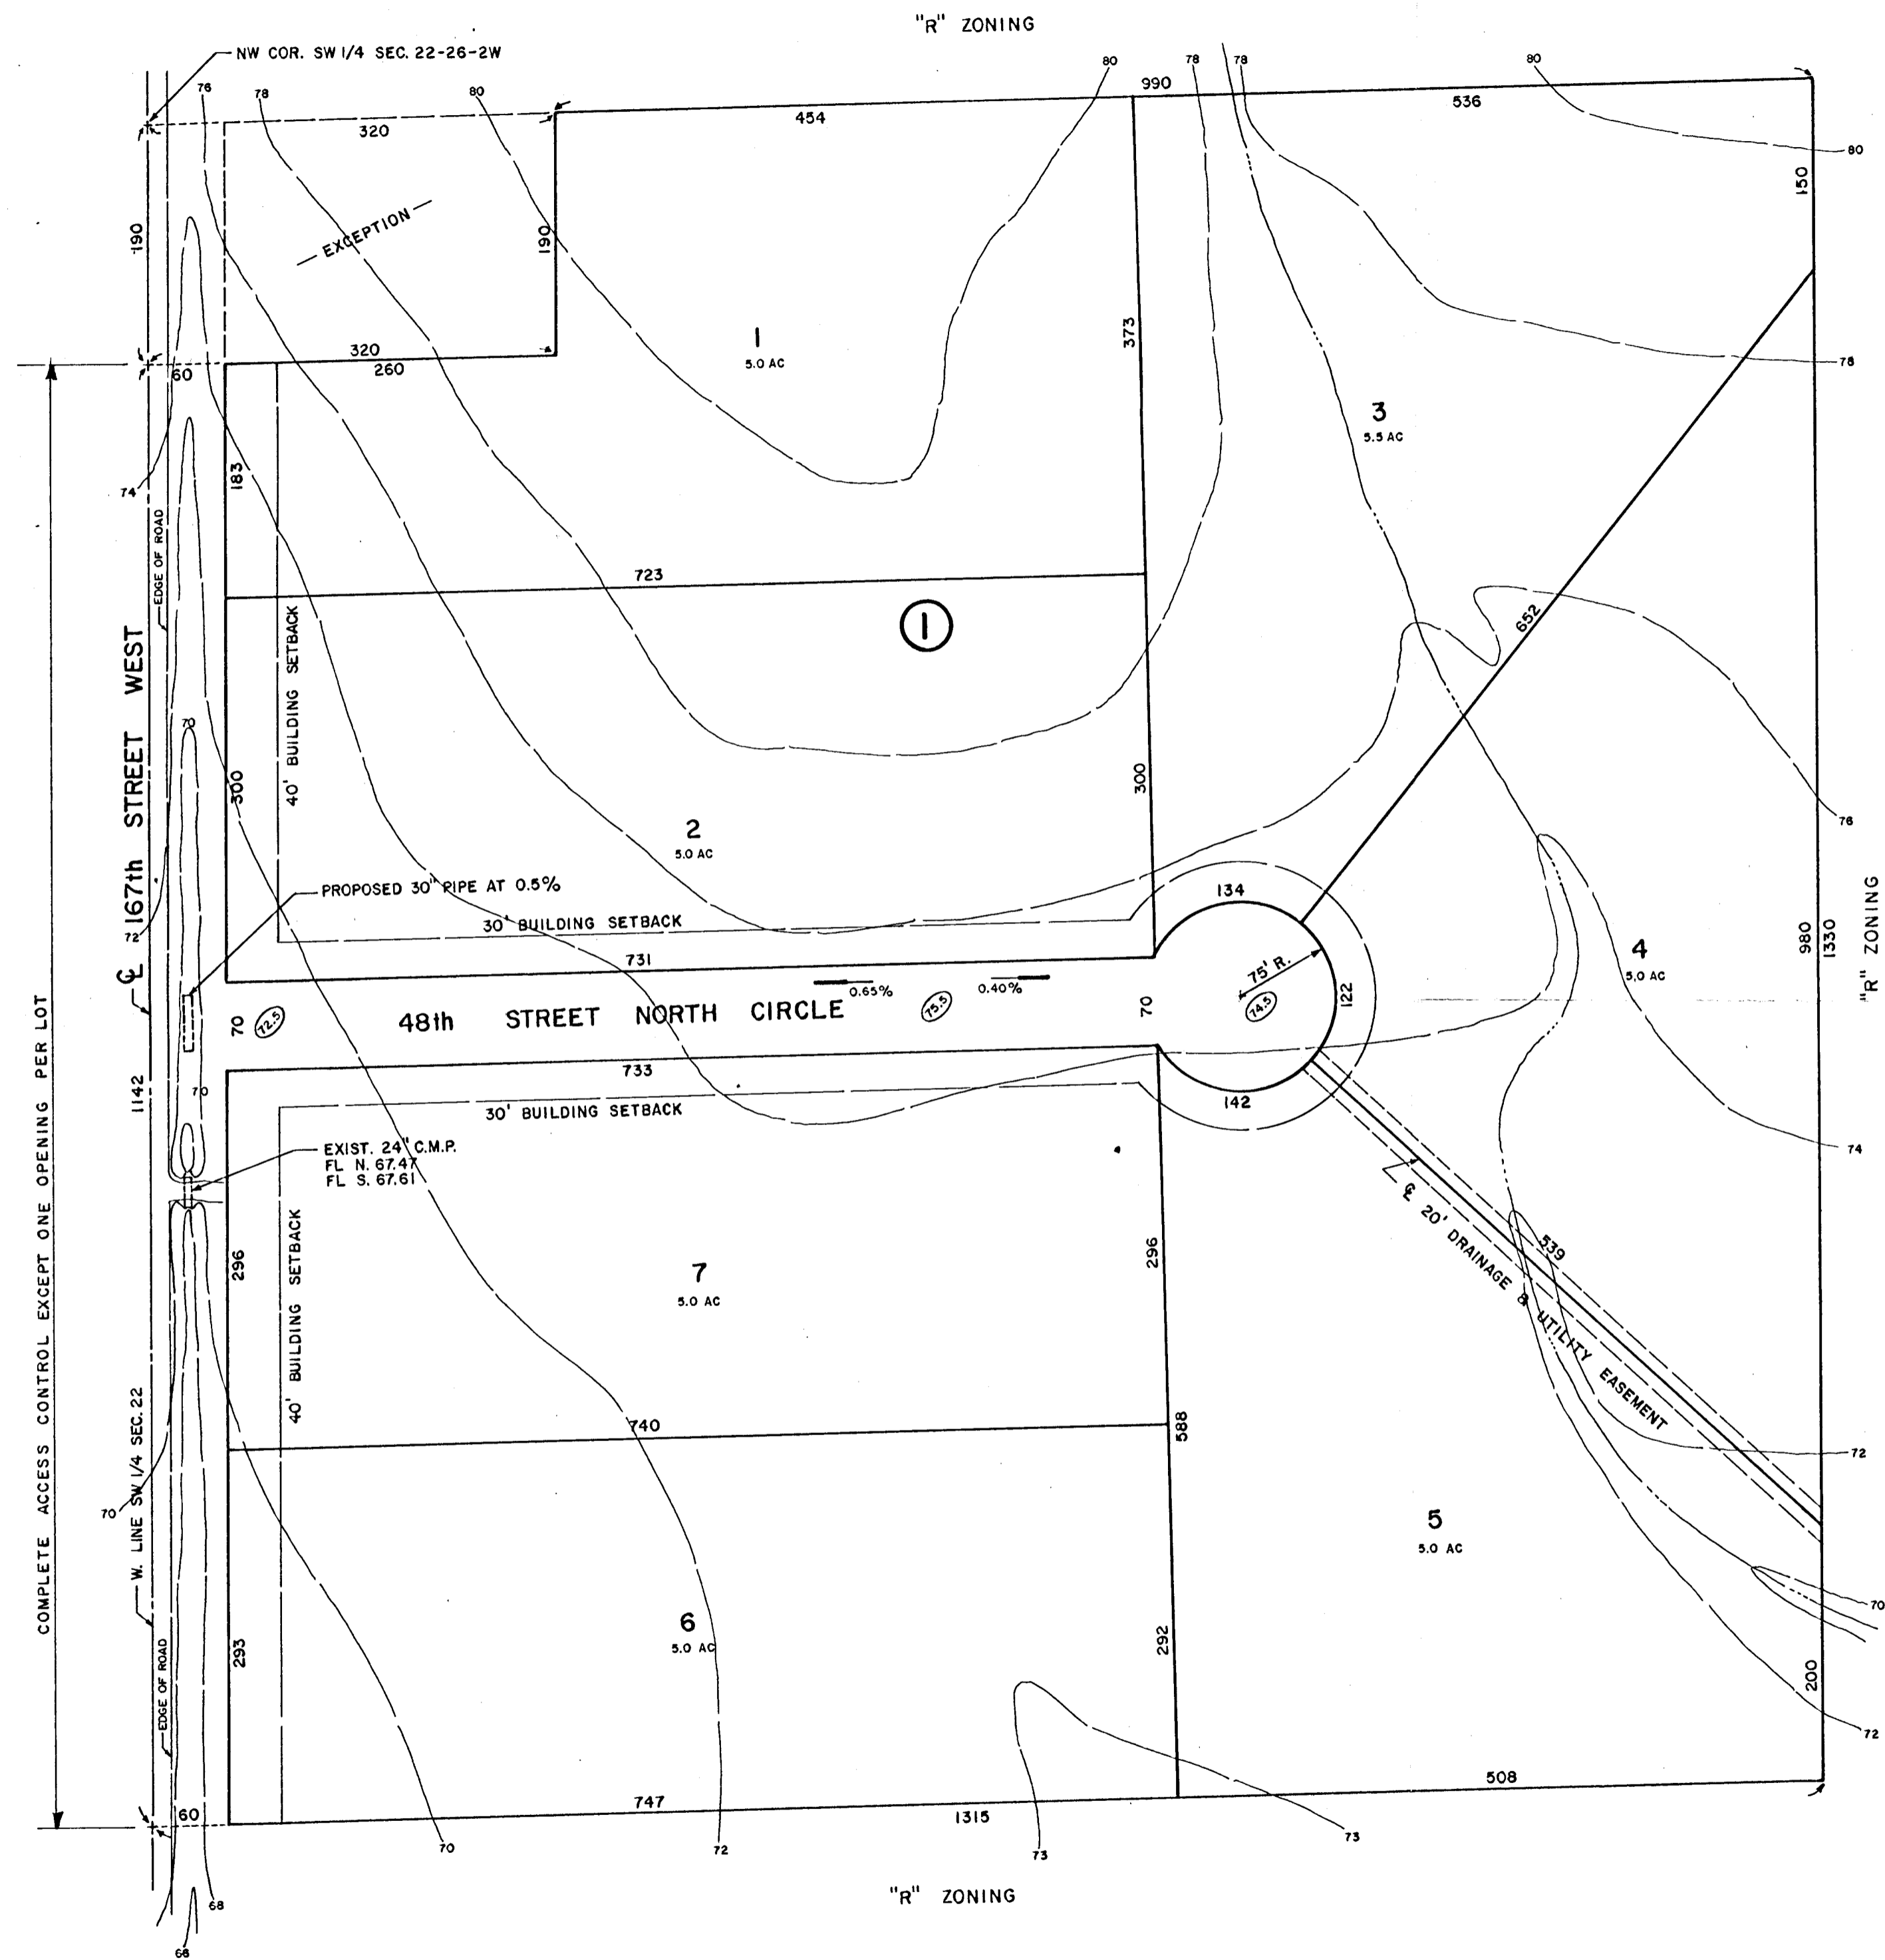 "R" ZONING
NW COR. SW 1/4 SEC. 22-26-2W
76
78
80
80
78
78
80
990
320
454
536
80
150
190
190
EXCEPTION
320
260
60
1
5.0 AC
373
3
5.5 AC
78
74
183
EDGE OF ROAD
723
1
40' BUILDING SETBACK
652
℄ 167th STREET WEST
70
300
300
76
2
5.0 AC
PROPOSED 30" PIPE AT 0.5%
72
30' BUILDING SETBACK
134
731
4
5.0 AC
980
1330
"R" ZONING
75' R.
0.65%
0.40%
70
72.5
48th STREET NORTH CIRCLE
75.5
70
74.5
122
COMPLETE ACCESS CONTROL EXCEPT ONE OPENING PER LOT
1142
70
733
30' BUILDING SETBACK
142
EXIST. 24" C.M.P.
FL N. 67.47
FL S. 67.61
74
℄ 20' DRAINAGE & UTILITY EASEMENT
539
296
40' BUILDING SETBACK
7
5.0 AC
296
740
588
72
W. LINE SW 1/4 SEC. 22
70
5
5.0 AC
70
6
5.0 AC
293
292
200
EDGE OF ROAD
72
60
747
1315
508
70
72
73
73
68
66
"R" ZONING